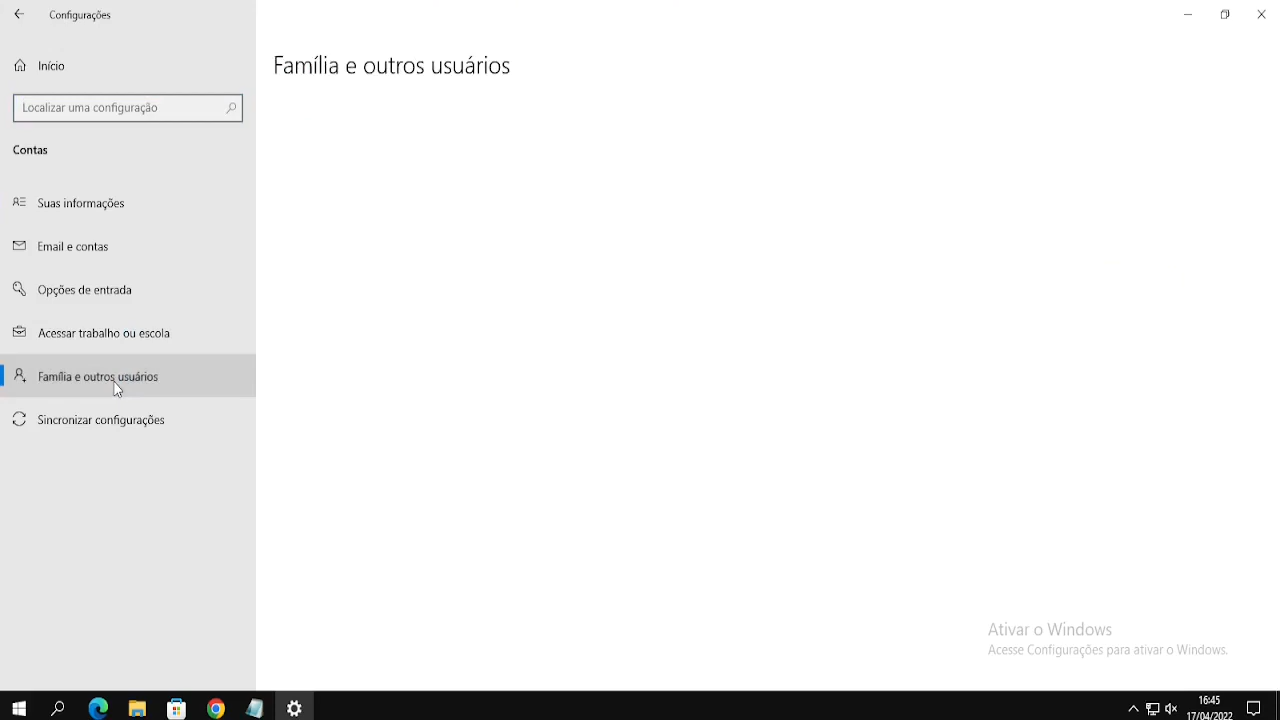 Configurações
Início
Localizar uma configuração
Contas
Suas informações
Email e contas
Opções de entrada
Acessar trabalho ou escola
Família e outros usuários
Sincronizar configurações
Família e outros usuários
Ativar o Windows
Acesse Configurações para ativar o Windows.
16:45
17/04/2022